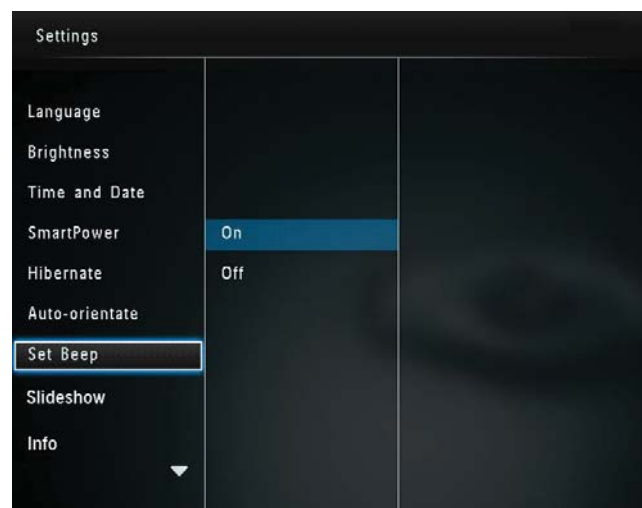 Settings
Language
Brightness
Time and Date
SmartPower
Hibernate
Auto-orientate
Set Beep
Slideshow
Info
On
Off